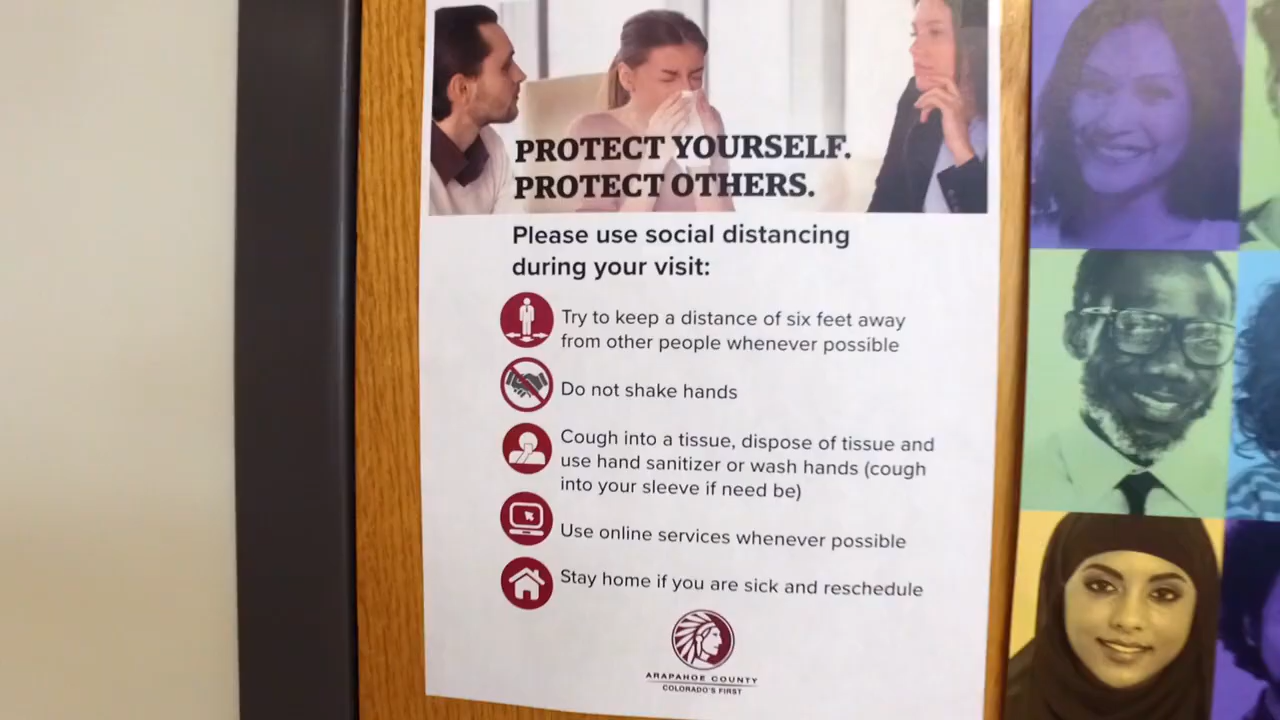 PROTECT YOURSELF.
PROTECT OTHERS.
Please use social distancing
during your visit:
Try to keep a distance of six feet away
from other people whenever possible
Do not shake hands
Cough into a tissue, dispose of tissue and
use hand sanitizer or wash hands (cough
into your sleeve if need be)
Use online services whenever possible
Stay home if you are sick and reschedule
ARAPAHOE COUNTY
COLORADO'S FIRST